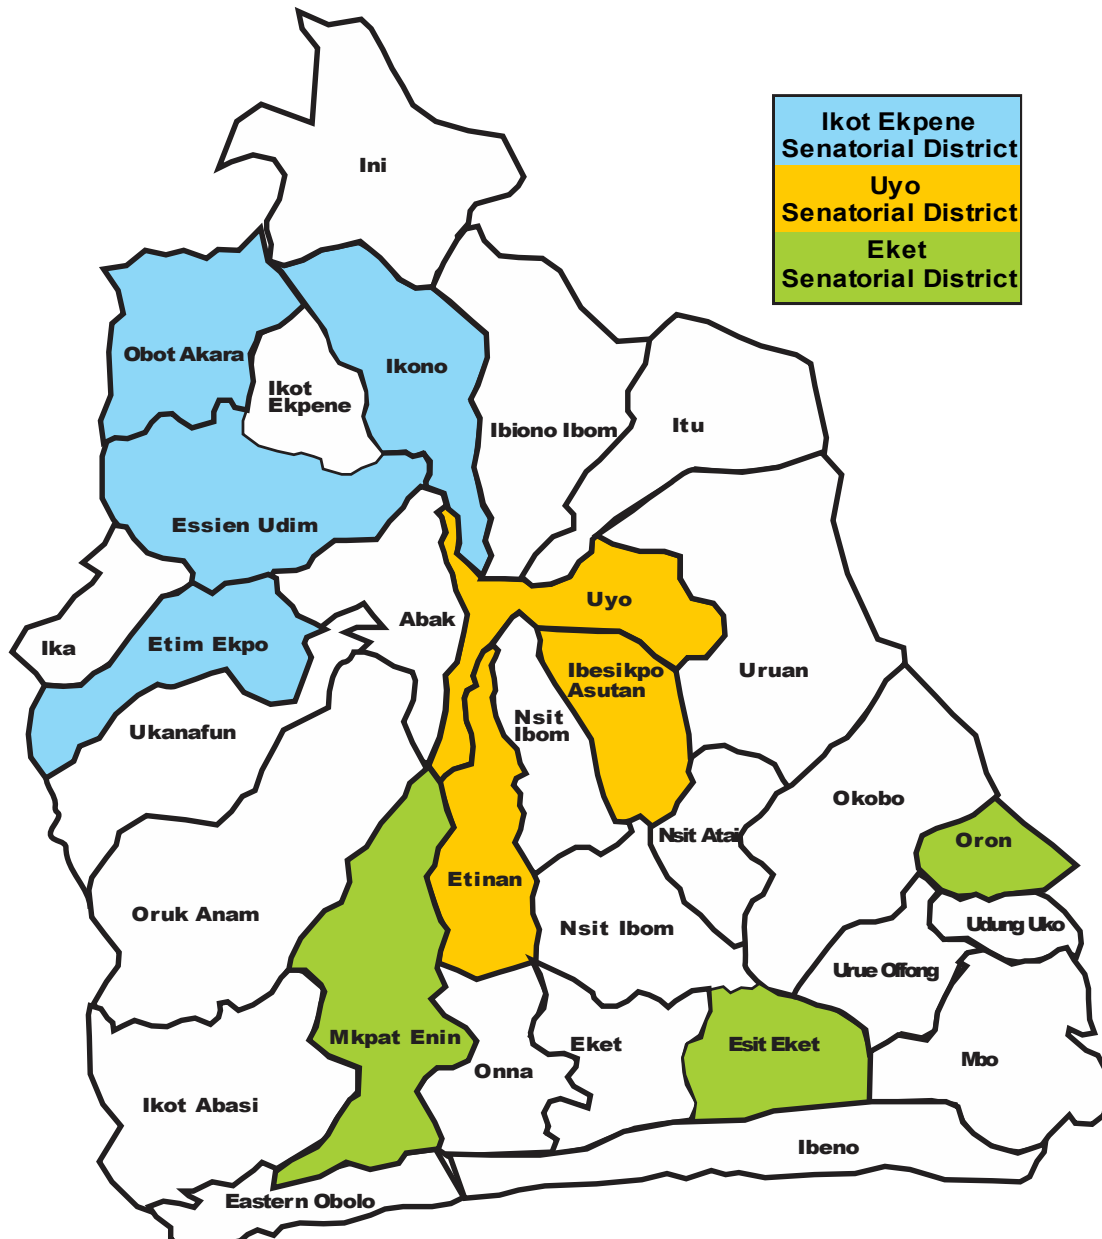 Ikot Ekpene
Senatorial District
Uyo
Senatorial District
Eket
Senatorial District
Ini
Obot Akara
Ikono
Ikot
Ekpene
Ibiono Ibom
Itu
Essien Udim
Uyo
Abak
Ika
Etim Ekpo
Ibesikpo
Asutan
Uruan
Nsit
Ibom
Ukanafun
Okobo
Nsit Atai
Oron
Etinan
Oruk Anam
Nsit Ibom
Udung Uko
Urue Offong
Mkpat Enin
Eket
Esit Eket
Mbo
Onna
Ikot Abasi
Ibeno
Eastern Obolo